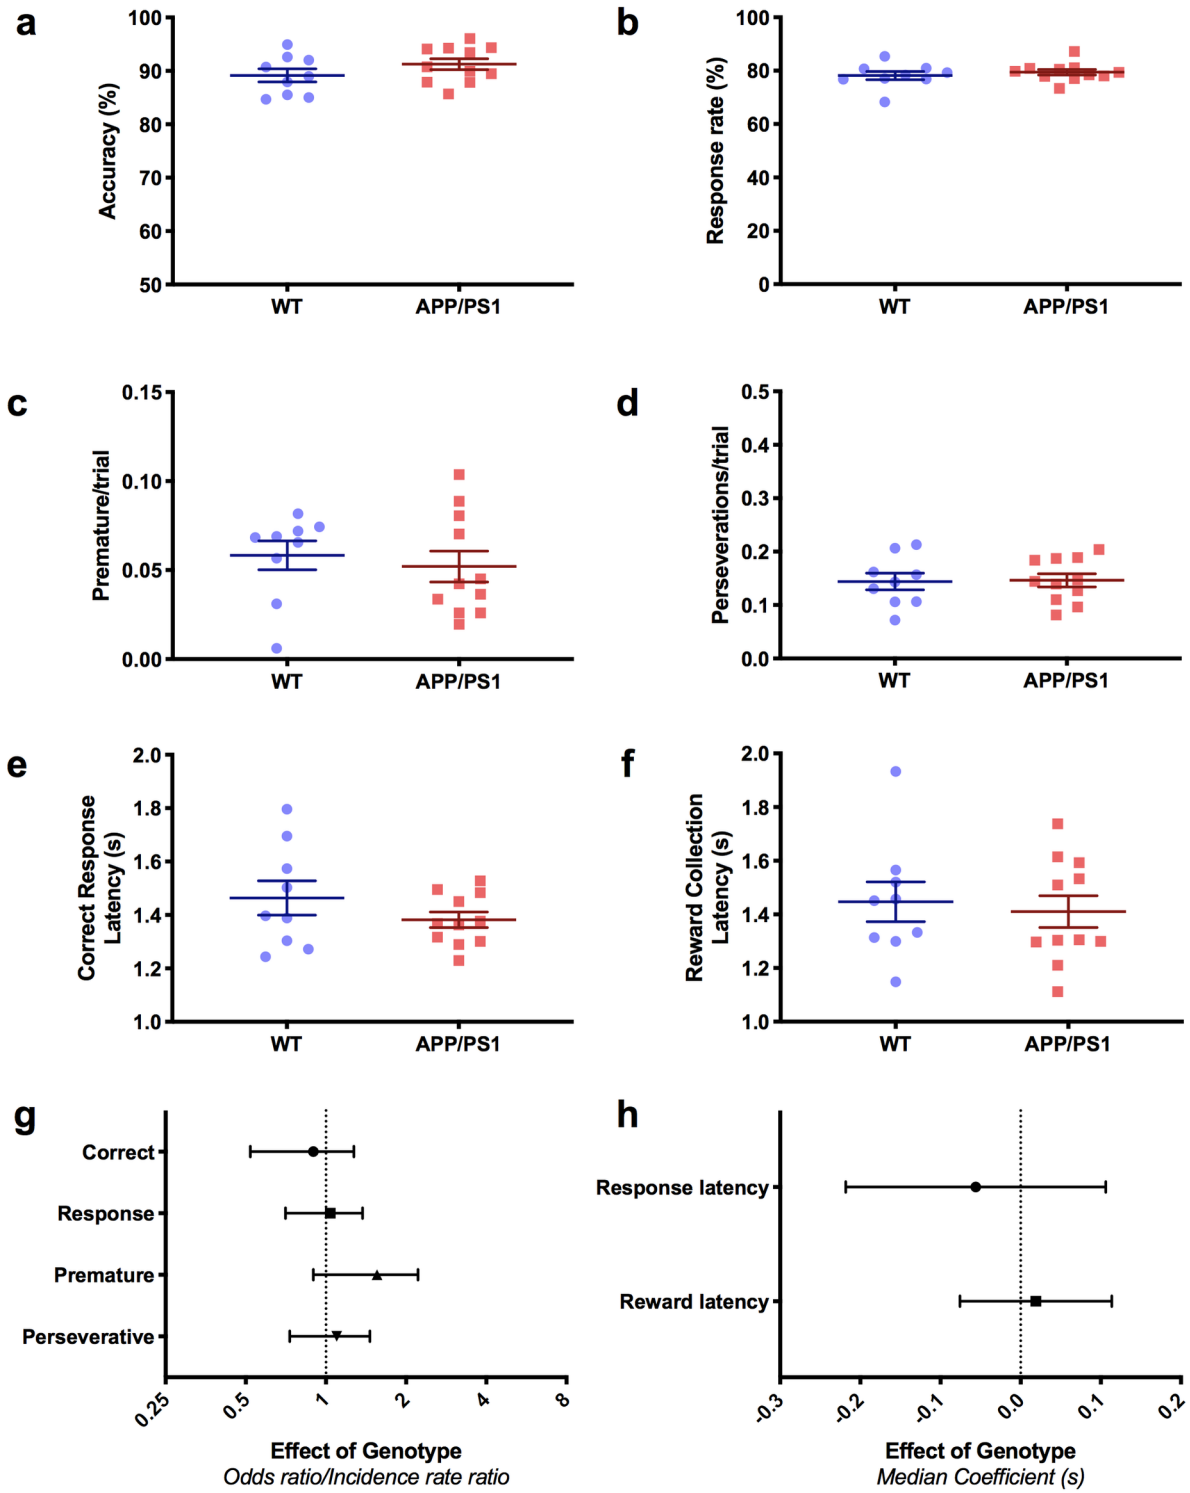 a
100
90
80
70
60
50
Accuracy (%)
WT
APP/PS1
b
100
80
60
40
20
0
Response rate (%)
WT
APP/PS1
c
0.15
0.10
0.05
0.00
Premature/trial
WT
APP/PS1
d
0.5
0.4
0.3
0.2
0.1
0.0
Perseverations/trial
WT
APP/PS1
e
2.0
1.8
1.6
1.4
1.2
1.0
Correct Response
Latency (s)
WT
APP/PS1
f
2.0
1.8
1.6
1.4
1.2
1.0
Reward Collection
Latency (s)
WT
APP/PS1
g
Correct
Response
Premature
Perseverative
0.25
0.5
1
2
4
8
Effect of Genotype
Odds ratio/Incidence rate ratio
h
Response latency
Reward latency
-0.3
-0.2
-0.1
0.0
0.1
0.2
Effect of Genotype
Median Coefficient (s)